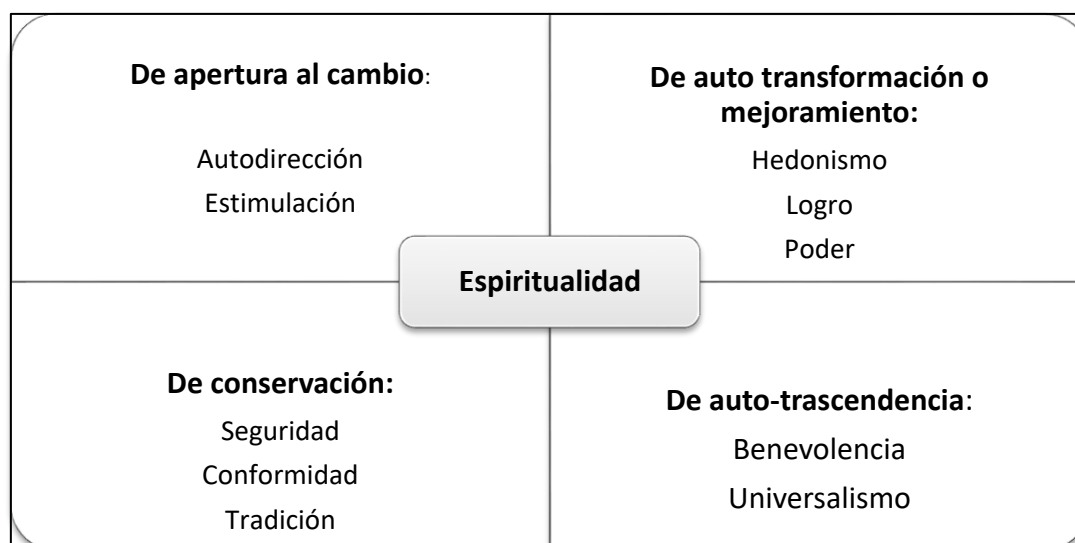 De apertura al cambio:
Autodirección
Estimulación
De auto transformación o
mejoramiento:
Hedonismo
Logro
Poder
Espiritualidad
De conservación:
Seguridad
Conformidad
Tradición
De auto-trascendencia:
Benevolencia
Universalismo